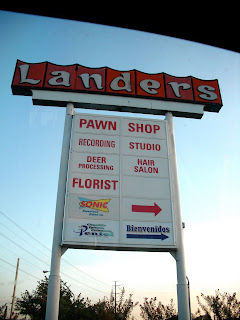 Landers
PAWN SHOP
RECORDING STUDIO
DEER HAIR
PROCESSING SALON
FLORIST
SONIC
Bienvenidos